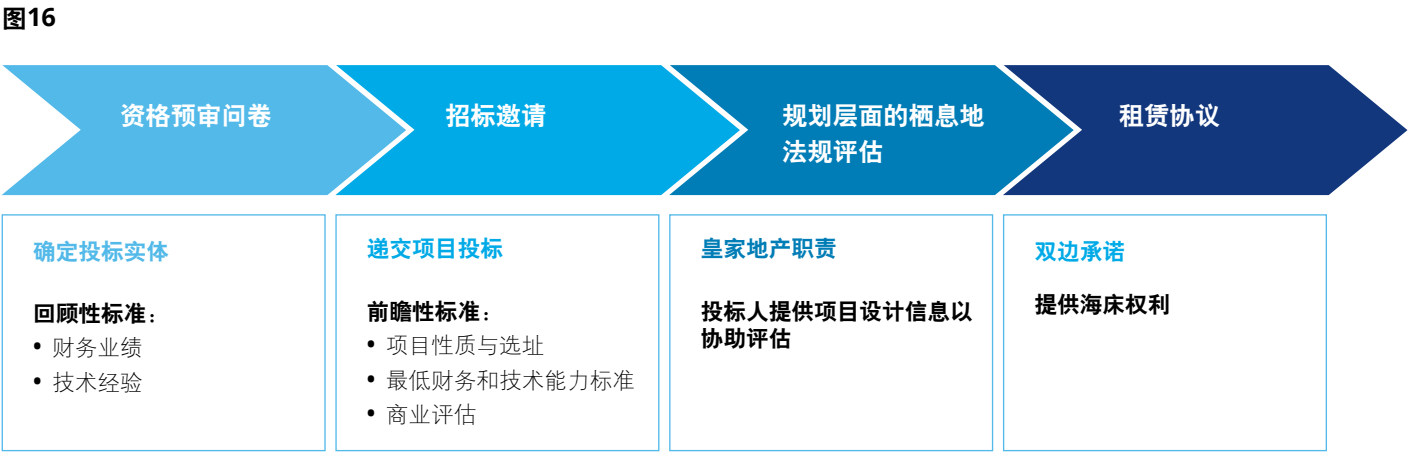 图16
资格预审问卷
招标邀请
规划层面的栖息地
法规评估
租赁协议
确定投标实体
回顾性标准：
• 财务业绩
• 技术经验
递交项目投标
前瞻性标准：
• 项目性质与选址
• 最低财务和技术能力标准
• 商业评估
皇家地产职责
投标人提供项目设计信息以
协助评估
双边承诺
提供海床权利